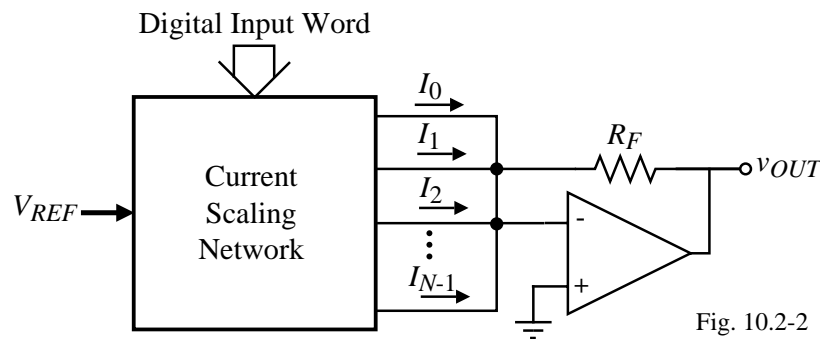 Digital Input Word
I0
I1
RF
vOUT
Current
Scaling
Network
VREF
I2
-
IN-1
+
Fig. 10.2-2